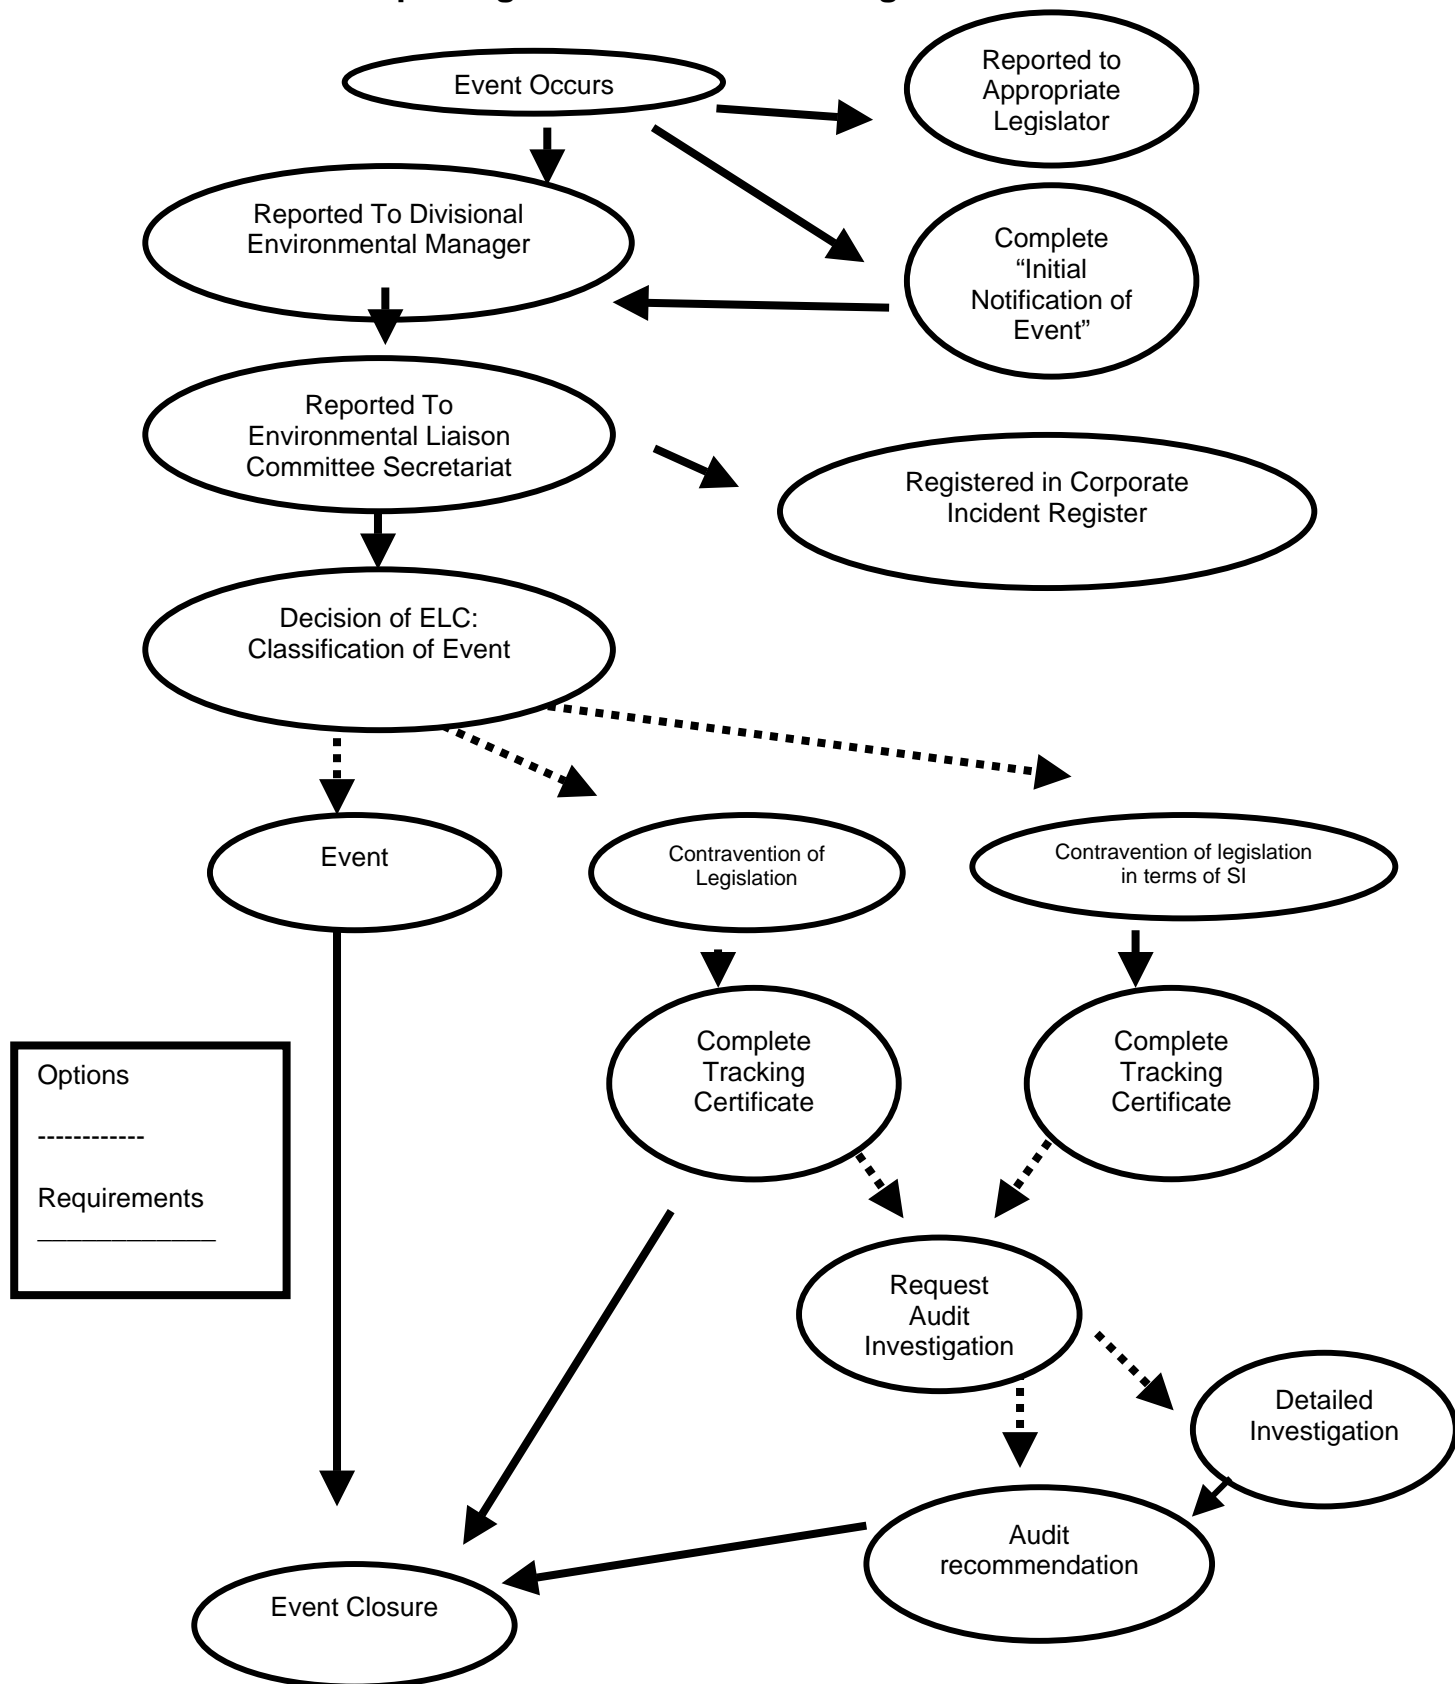 Event Occurs
Reported to
Appropriate
Legislator
Reported To Divisional
Environmental Manager
Complete
“Initial
Notification of
Event”
Reported To
Environmental Liaison
Committee Secretariat
Registered in Corporate
Incident Register
Decision of ELC:
Classification of Event
Event
Contravention of
Legislation
Contravention of legislation
in terms of SI
Complete
Tracking
Certificate
Complete
Tracking
Certificate
Options
------------
Requirements
____________
Request
Audit
Investigation
Detailed
Investigation
Audit
recommendation
Event Closure